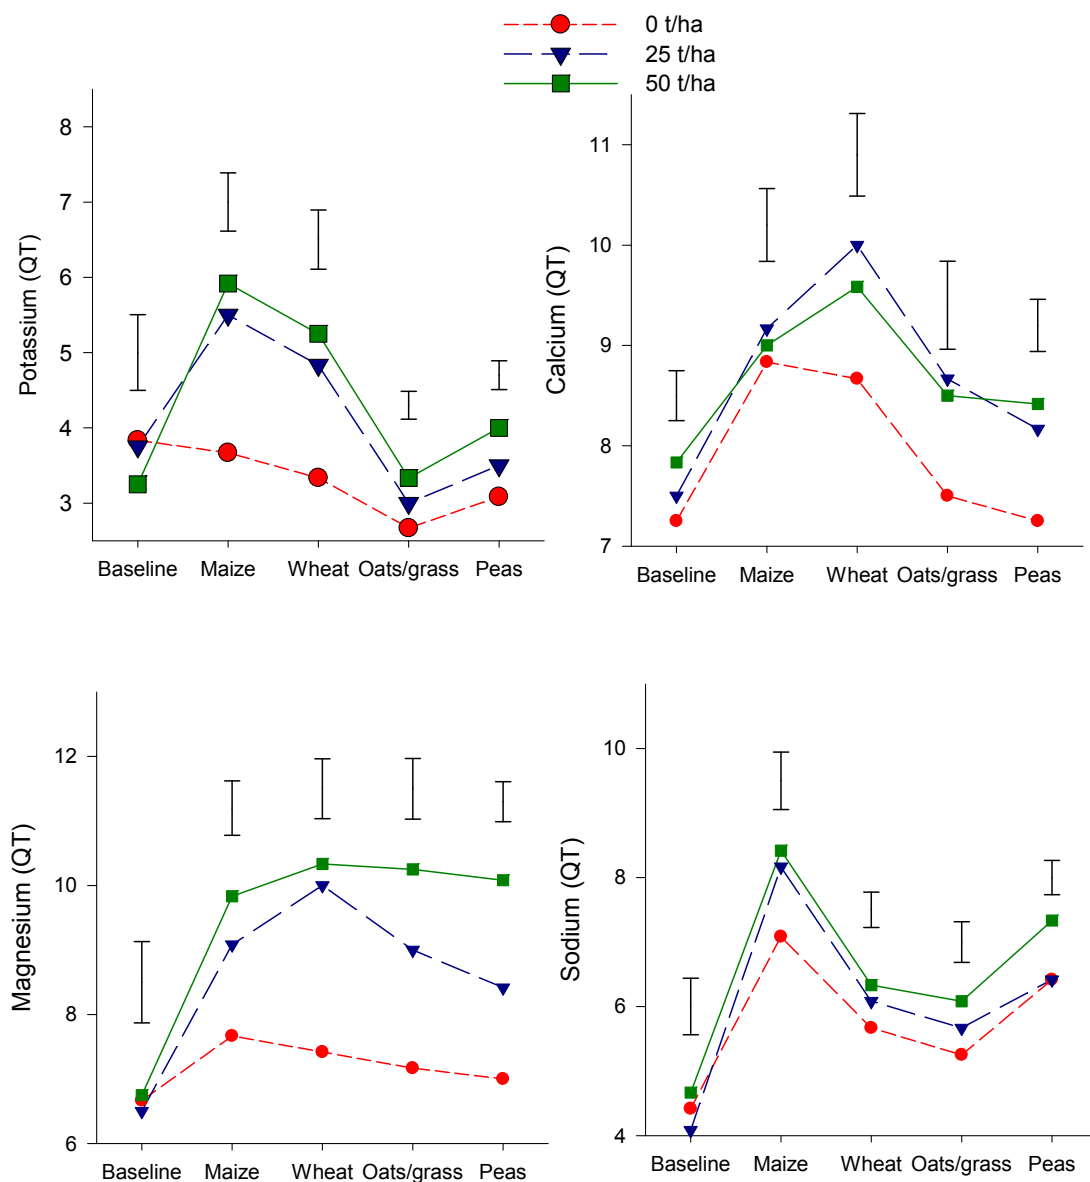 0 t/ha
25 t/ha
50 t/ha
Potassium (QT)
8
7
6
5
4
3
Baseline Maize Wheat Oats/grass Peas
Calcium (QT)
11
10
9
8
7
Baseline Maize Wheat Oats/grass Peas
Magnesium (QT)
12
10
8
6
Baseline Maize Wheat Oats/grass Peas
Sodium (QT)
10
8
6
4
Baseline Maize Wheat Oats/grass Peas